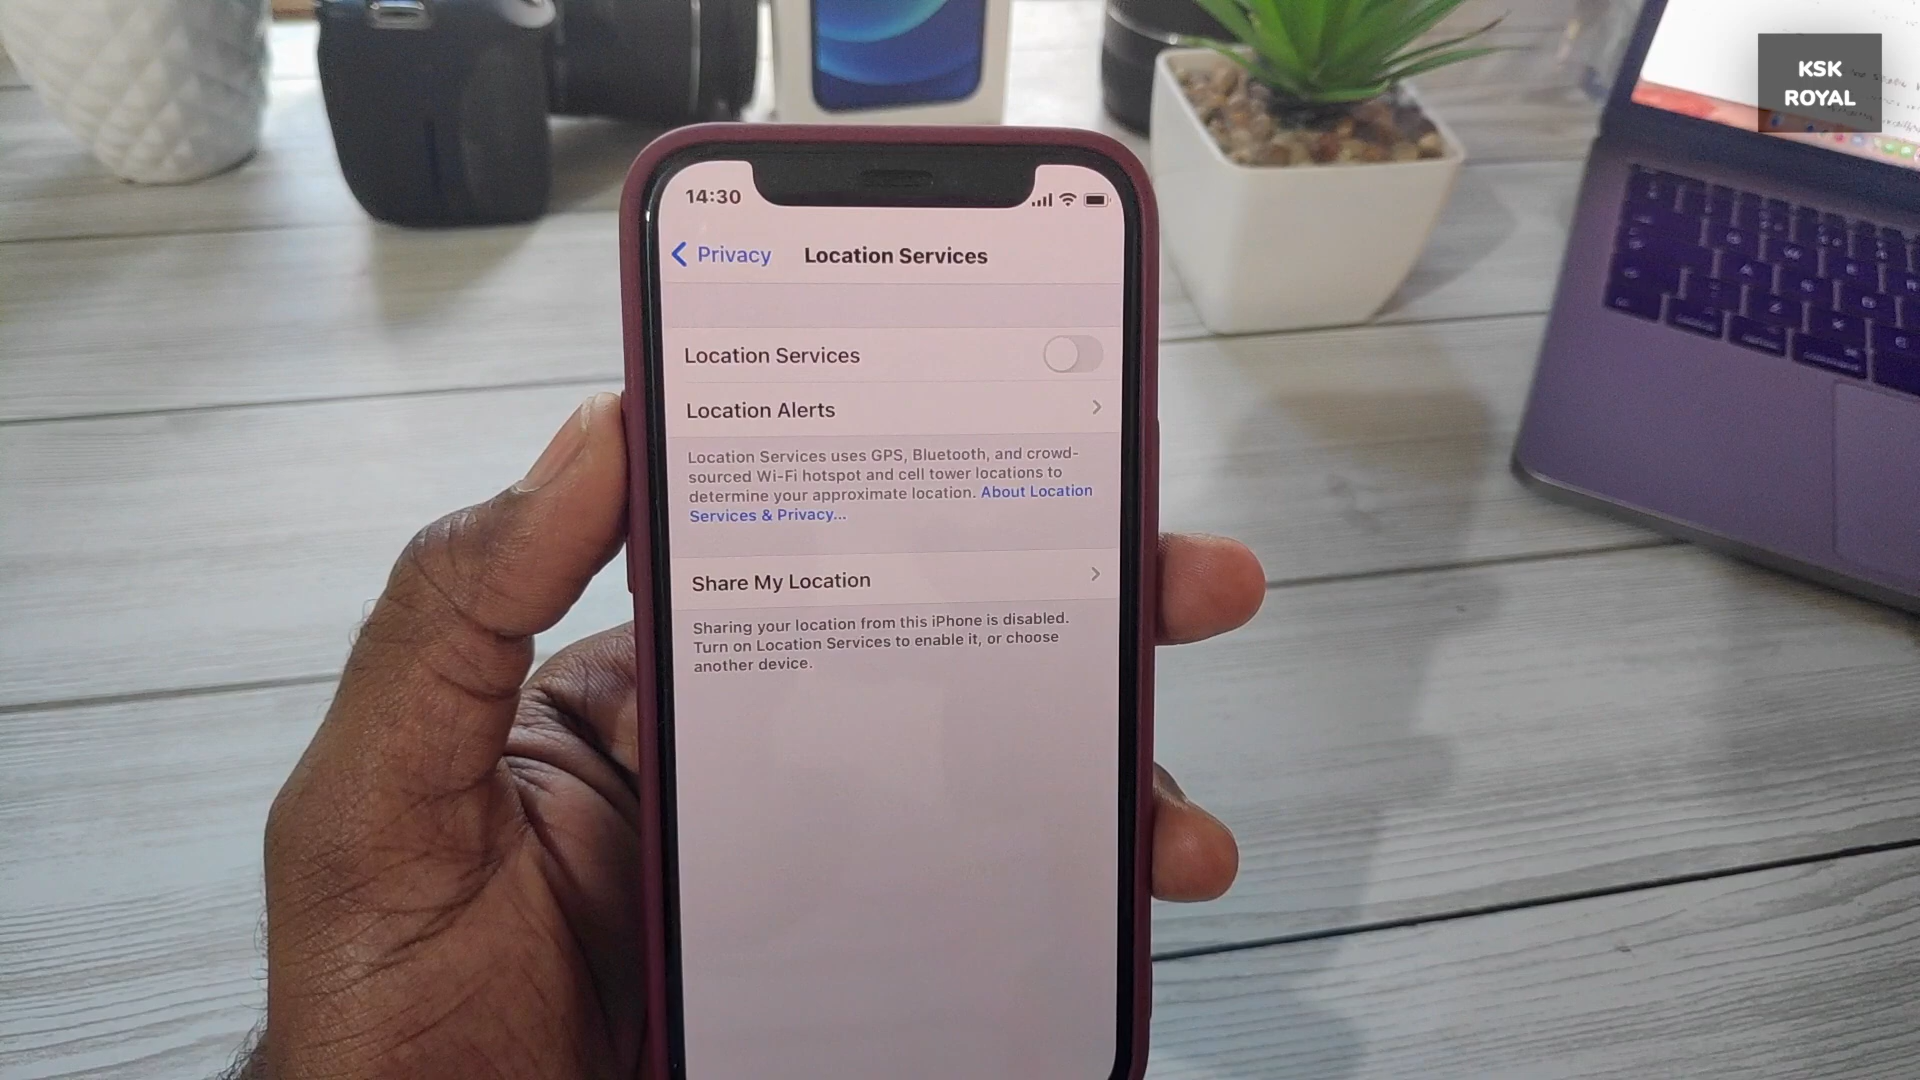 KSK
ROYAL
14:30
Privacy
Location Services
Location Services
Location Alerts
Location Services uses GPS, Bluetooth, and crowd-
sourced Wi-Fi hotspot and cell tower locations to
determine your approximate location. About Location
Services & Privacy...
Share My Location
Sharing your location from this iPhone is disabled.
Turn on Location Services to enable it, or choose
another device.